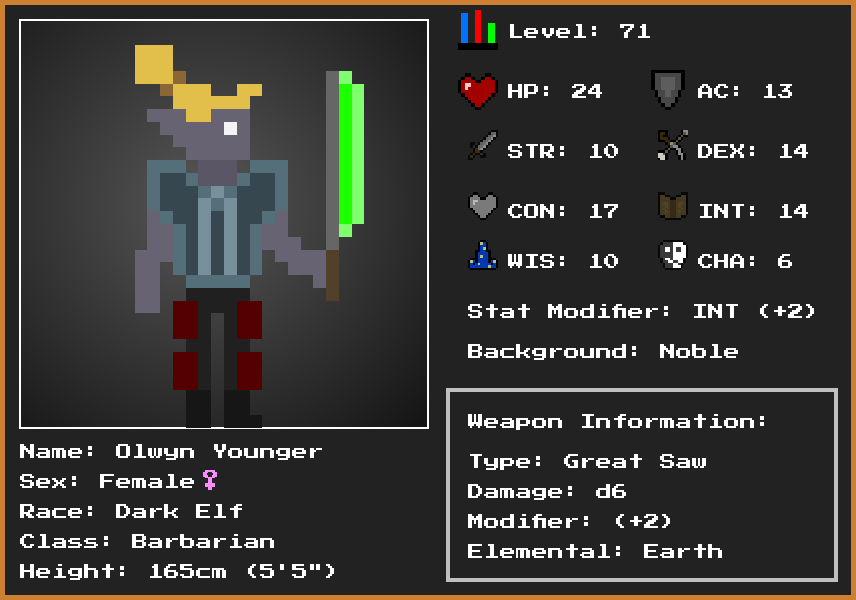 Level: 71
HP: 24 AC: 13
STR: 10 DEX: 14
CON: 17 INT: 14
WIS: 10 CHA: 6
Stat Modifier: INT (+2)
Background: Noble
Weapon Information:
Type: Great Saw
Damage: d6
Modifier: (+2)
Elemental: Earth
Name: Olwyn Younger
Sex: Female♀
Race: Dark Elf
Class: Barbarian
Height: 165cm (5'5")